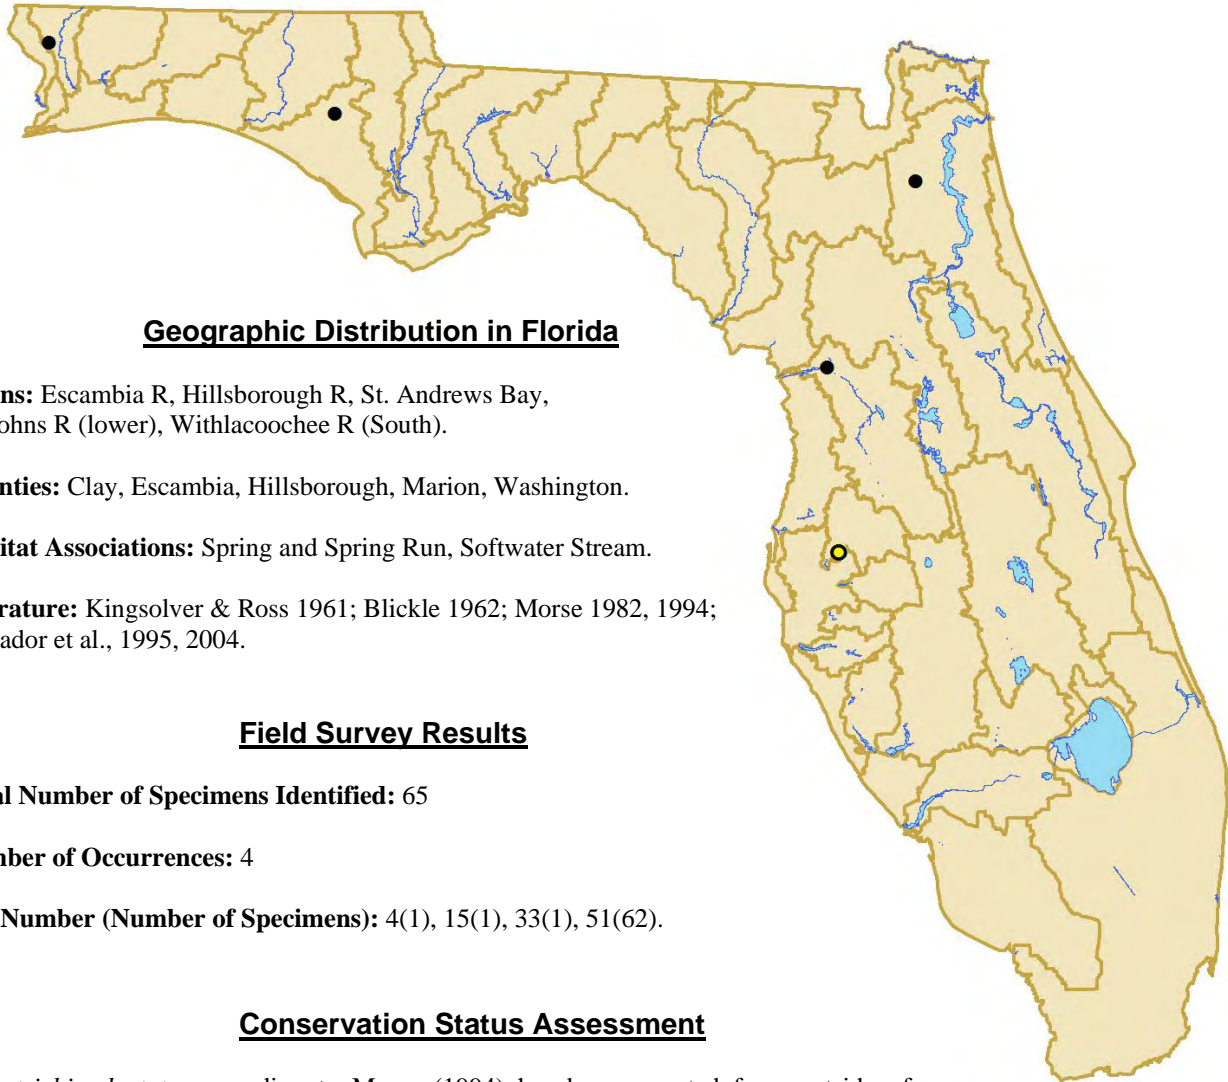 Geographic Distribution in Florida
ns: Escambia R, Hillsborough R, St. Andrews Bay,
ohns R (lower), Withlacoochee R (South).
nties: Clay, Escambia, Hillsborough, Marion, Washington.
itat Associations: Spring and Spring Run, Softwater Stream.
rature: Kingsolver & Ross 1961; Blickle 1962; Morse 1982, 1994;
ador et al., 1995, 2004.
Field Survey Results
al Number of Specimens Identified: 65
nber of Occurrences: 4
Number (Number of Specimens): 4(1), 15(1), 33(1), 51(62).
Conservation Status Assessment